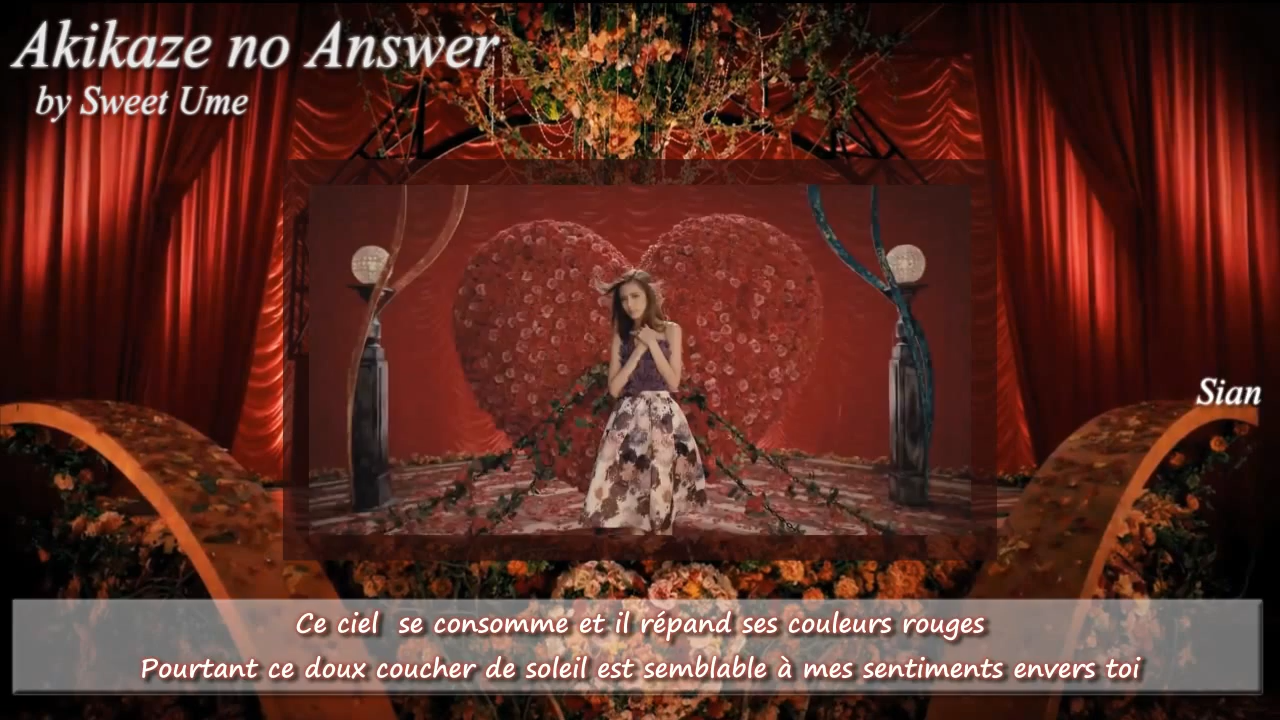 Akikaze no Answer
by Sweet Ume
Sian
Ce ciel se consomme et il répand ses couleurs rouges
Pourtant ce doux coucher de soleil est semblable à mes sentiments envers toi